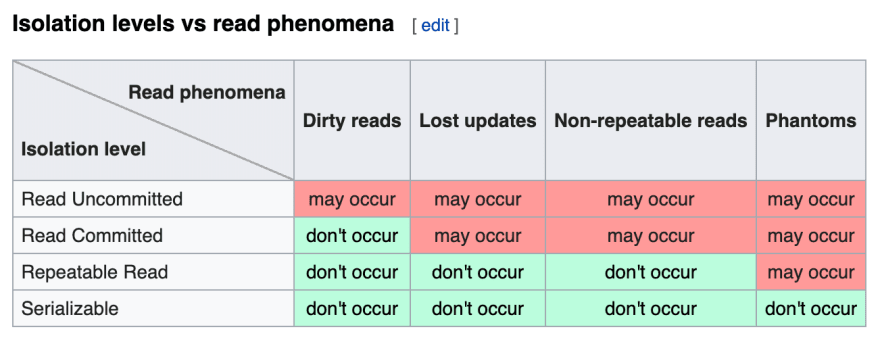 Isolation levels vs read phenomena [ edit ]
Read phenomena
Isolation level
Dirty reads Lost updates Non-repeatable reads Phantoms
Read Uncommitted may occur may occur may occur may occur
Read Committed don't occur may occur may occur may occur
Repeatable Read don't occur don't occur don't occur may occur
Serializable don't occur don't occur don't occur don't occur